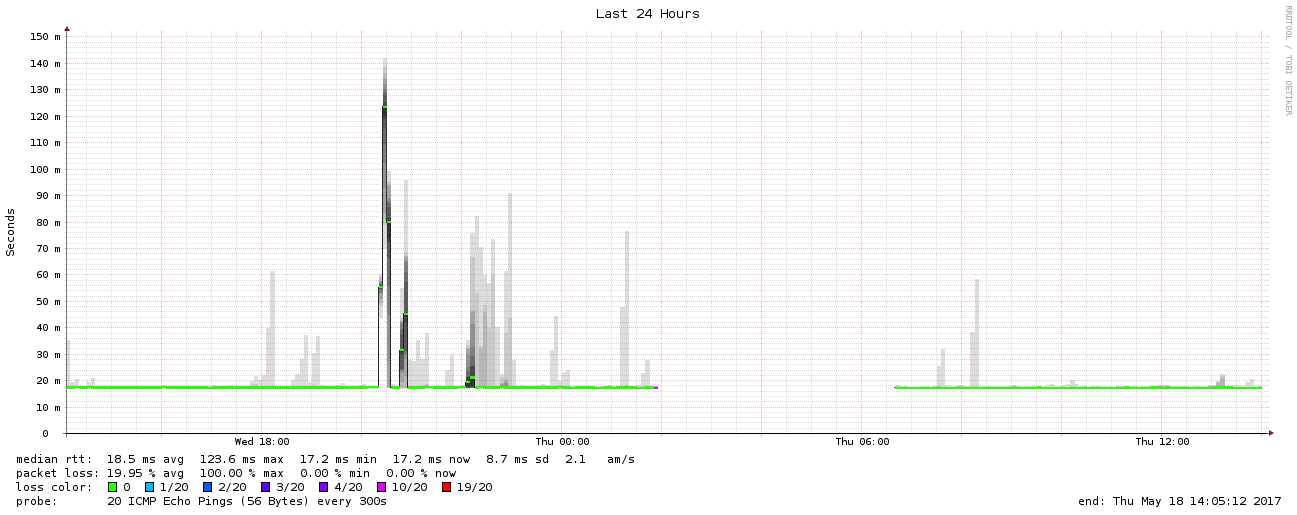 Last 24 Hours
RRDTOOL / TOBI OETIKER
Seconds
150 m
140 m
130 m
120 m
110 m
100 m
90 m
80 m
70 m
60 m
50 m
40 m
30 m
20 m
10 m
0
Wed 18:00 Thu 00:00 Thu 06:00 Thu 12:00
median rtt: 18.5 ms avg 123.6 ms max 17.2 ms min 17.2 ms now 8.7 ms sd 2.1 am/s
packet loss: 19.95 % avg 100.00 % max 0.00 % min 0.00 % now
loss color: 0 1/20 2/20 3/20 4/20 10/20 19/20
probe: 20 ICMP Echo Pings (56 Bytes) every 300s end: Thu May 18 14:05:12 2017